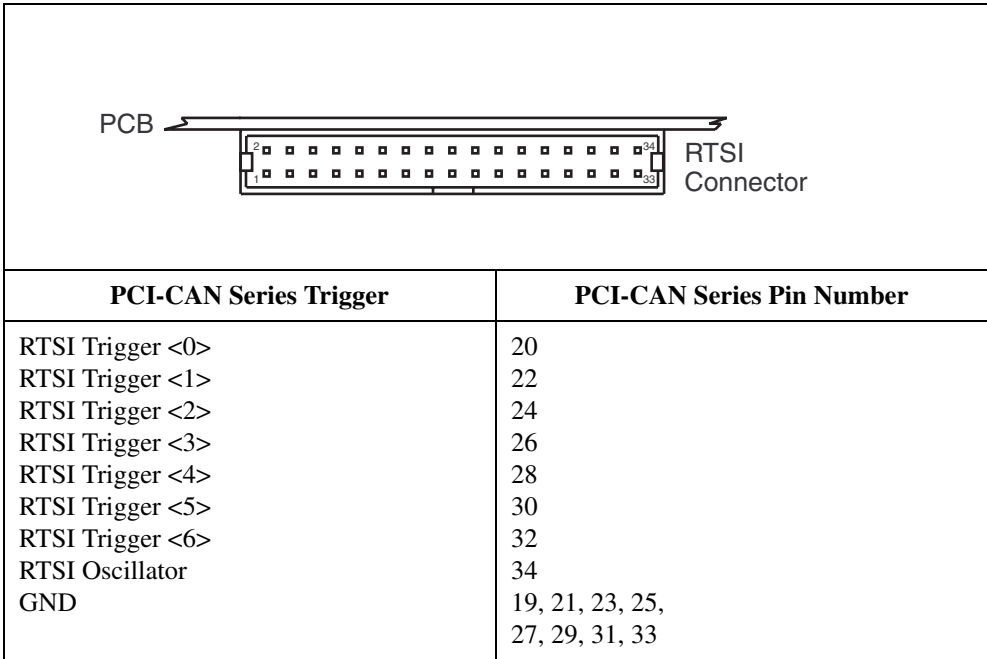 PCB
2
34
RTSI
Connector
1
33
PCI-CAN Series Trigger
PCI-CAN Series Pin Number
RTSI Trigger <0>
20
RTSI Trigger <1>
22
RTSI Trigger <2>
24
RTSI Trigger <3>
26
RTSI Trigger <4>
28
RTSI Trigger <5>
30
RTSI Trigger <6>
32
RTSI Oscillator
34
GND
19, 21, 23, 25,
27, 29, 31, 33